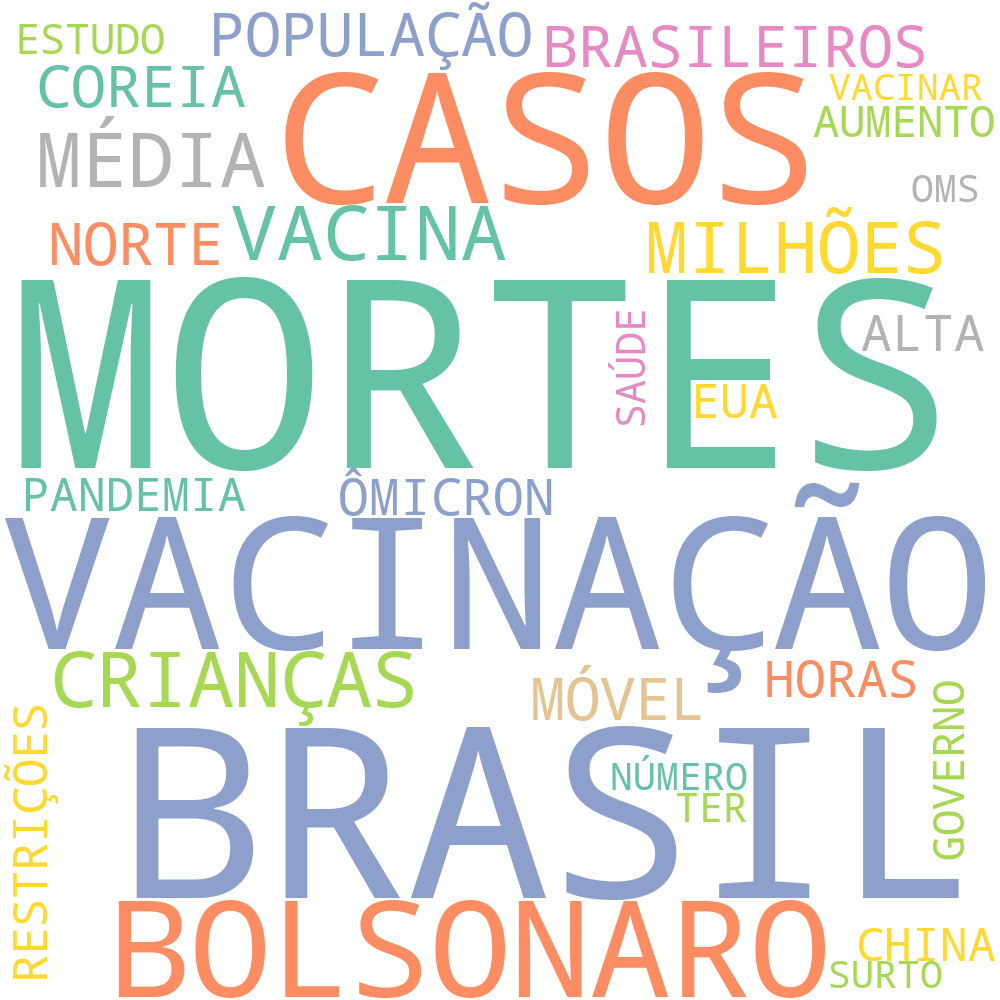 ESTUDO
POPULAÇÃO
BRASILEIROS
COREIA
CASOS
VACINAR
AUMENTO
MÉDIA
OMS
NORTE
VACINA
MILHÕES
MORTES
SAÚDE
EUA
ALTA
PANDEMIA
ÔMICRON
VACINAÇÃO
CRIANÇAS
MÓVEL
HORAS
RESTRIÇÕES
BRASIL
NÚMERO
TER
GOVERNO
BOLSONARO
CHINA
SURTO